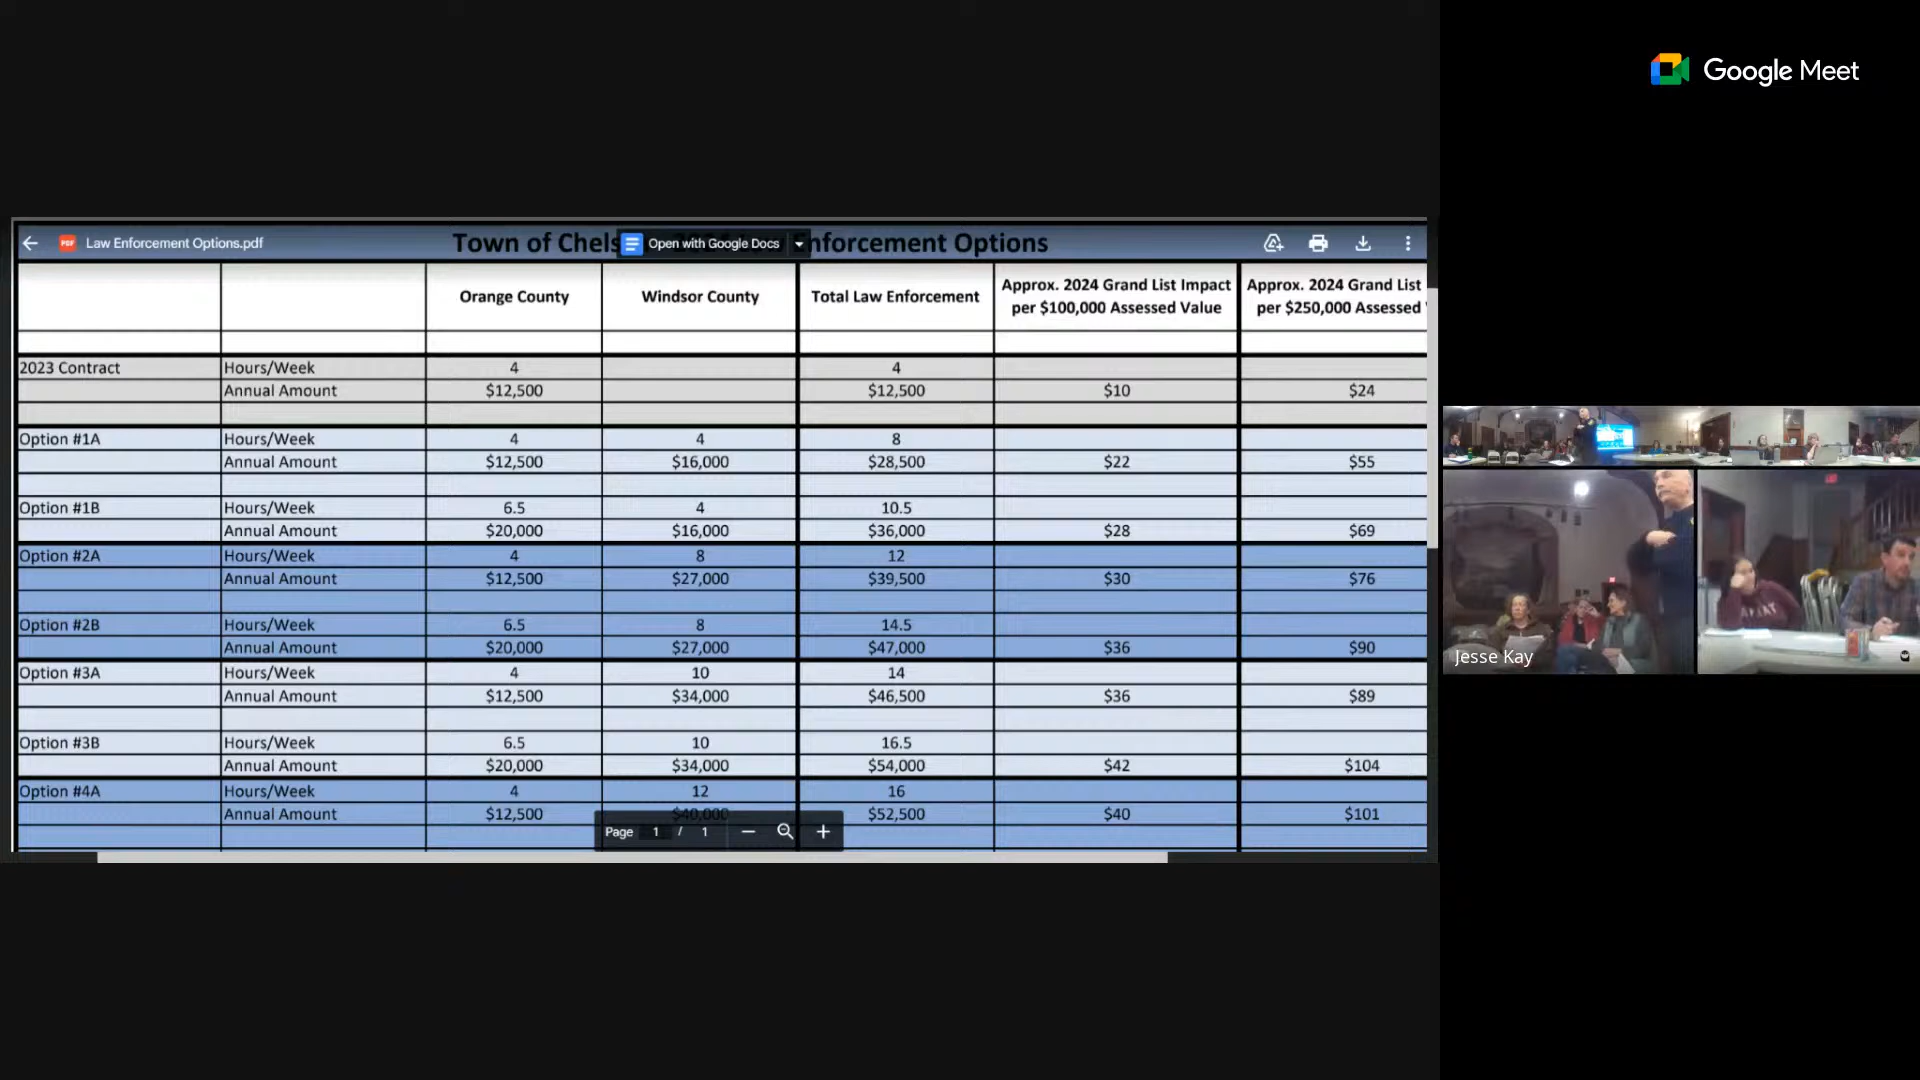 Google Meet
Law Enforcement Options.pdf
Town of Chels
Open with Google Docs
nforcement Options
Orange County Windsor County Total Law Enforcement Approx. 2024 Grand List Impact Approx. 2024 Grand List
per $100,000 Assessed Value per $250,000 Assessed
2023 Contract Hours/Week 4 4
Annual Amount $12,500 $12,500 $10 $24
Option #1A Hours/Week 4 4 8
Annual Amount $12,500 $16,000 $28,500 $22 $55
Option #1B Hours/Week 6.5 4 10.5
Annual Amount $20,000 $16,000 $36,000 $28 $69
Option #2A Hours/Week 4 8 12
Annual Amount $12,500 $27,000 $39,500 $30 $76
Option #2B Hours/Week 6.5 8 14.5
Annual Amount $20,000 $27,000 $47,000 $36 $90
Option #3A Hours/Week 4 10 14
Annual Amount $12,500 $34,000 $46,500 $36 $89
Option #3B Hours/Week 6.5 10 16.5
Annual Amount $20,000 $34,000 $54,000 $42 $104
Option #4A Hours/Week 4 12 16
Annual Amount $12,500 $40,000 $52,500 $40 $101
Page 1 / 1
Jesse Kay